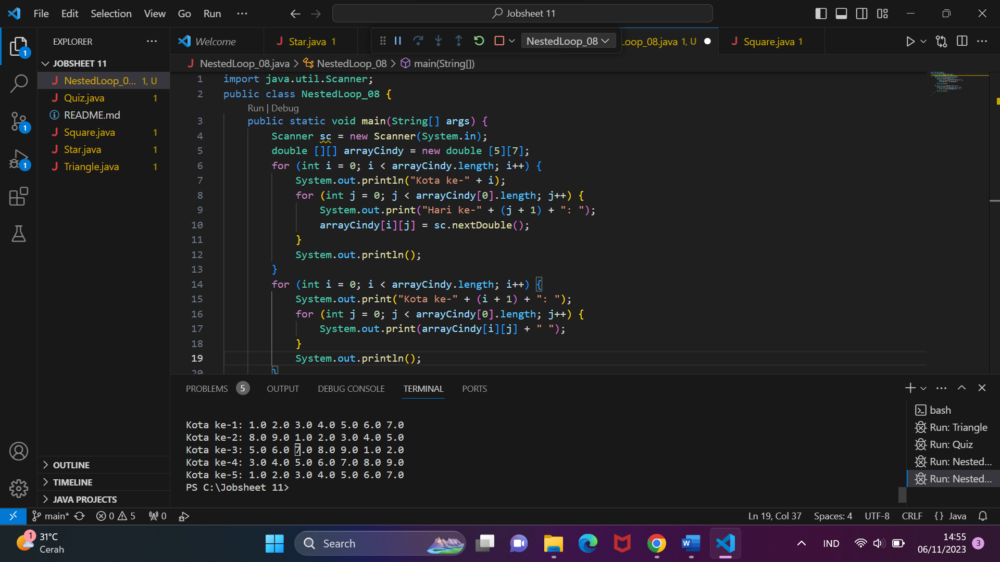 File Edit Selection View Go Run ··· Jobsheet 11
EXPLORER ···
JOBSHEET 11
NestedLoop_0... 1, U
Quiz.java 1
README.md
Square.java 1
Star.java 1
Triangle.java 1
OUTLINE
TIMELINE
JAVA PROJECTS
1
1
1
Welcome Star.java 1 NestedLoop_08 Loop_08.java 1, U Square.java 1
NestedLoop_08.java > NestedLoop_08 > main(String[])
1 import java.util.Scanner;
2 public class NestedLoop_08 {
Run | Debug
3 public static void main(String[] args) {
4 Scanner sc = new Scanner(System.in);
5 double [][] arrayCindy = new double [5][7];
6 for (int i = 0; i < arrayCindy.length; i++) {
7 System.out.println("Kota ke-" + i);
8 for (int j = 0; j < arrayCindy[0].length; j++) {
9 System.out.print("Hari ke-" + (j + 1) + ": ");
10 arrayCindy[i][j] = sc.nextDouble();
11 }
12 System.out.println();
13 }
14 for (int i = 0; i < arrayCindy.length; i++) {
15 System.out.print("Kota ke-" + (i + 1) + ": ");
16 for (int j = 0; j < arrayCindy[0].length; j++) {
17 System.out.print(arrayCindy[i][j] + " ");
18 }
19 System.out.println();
20 }
PROBLEMS 5 OUTPUT DEBUG CONSOLE TERMINAL PORTS
Kota ke-1: 1.0 2.0 3.0 4.0 5.0 6.0 7.0
Kota ke-2: 8.0 9.0 1.0 2.0 3.0 4.0 5.0
Kota ke-3: 5.0 6.0 7.0 8.0 9.0 1.0 2.0
Kota ke-4: 3.0 4.0 5.0 6.0 7.0 8.0 9.0
Kota ke-5: 1.0 2.0 3.0 4.0 5.0 6.0 7.0
PS C:\Jobsheet 11>
bash
Run: Triangle
Run: Quiz
Run: Nested...
Run: Nested...
main* 0 5 0 Ln 19, Col 37 Spaces: 4 UTF-8 CRLF {} Java
1 31°C
Cerah
Search
IND
14:55
06/11/2023
3